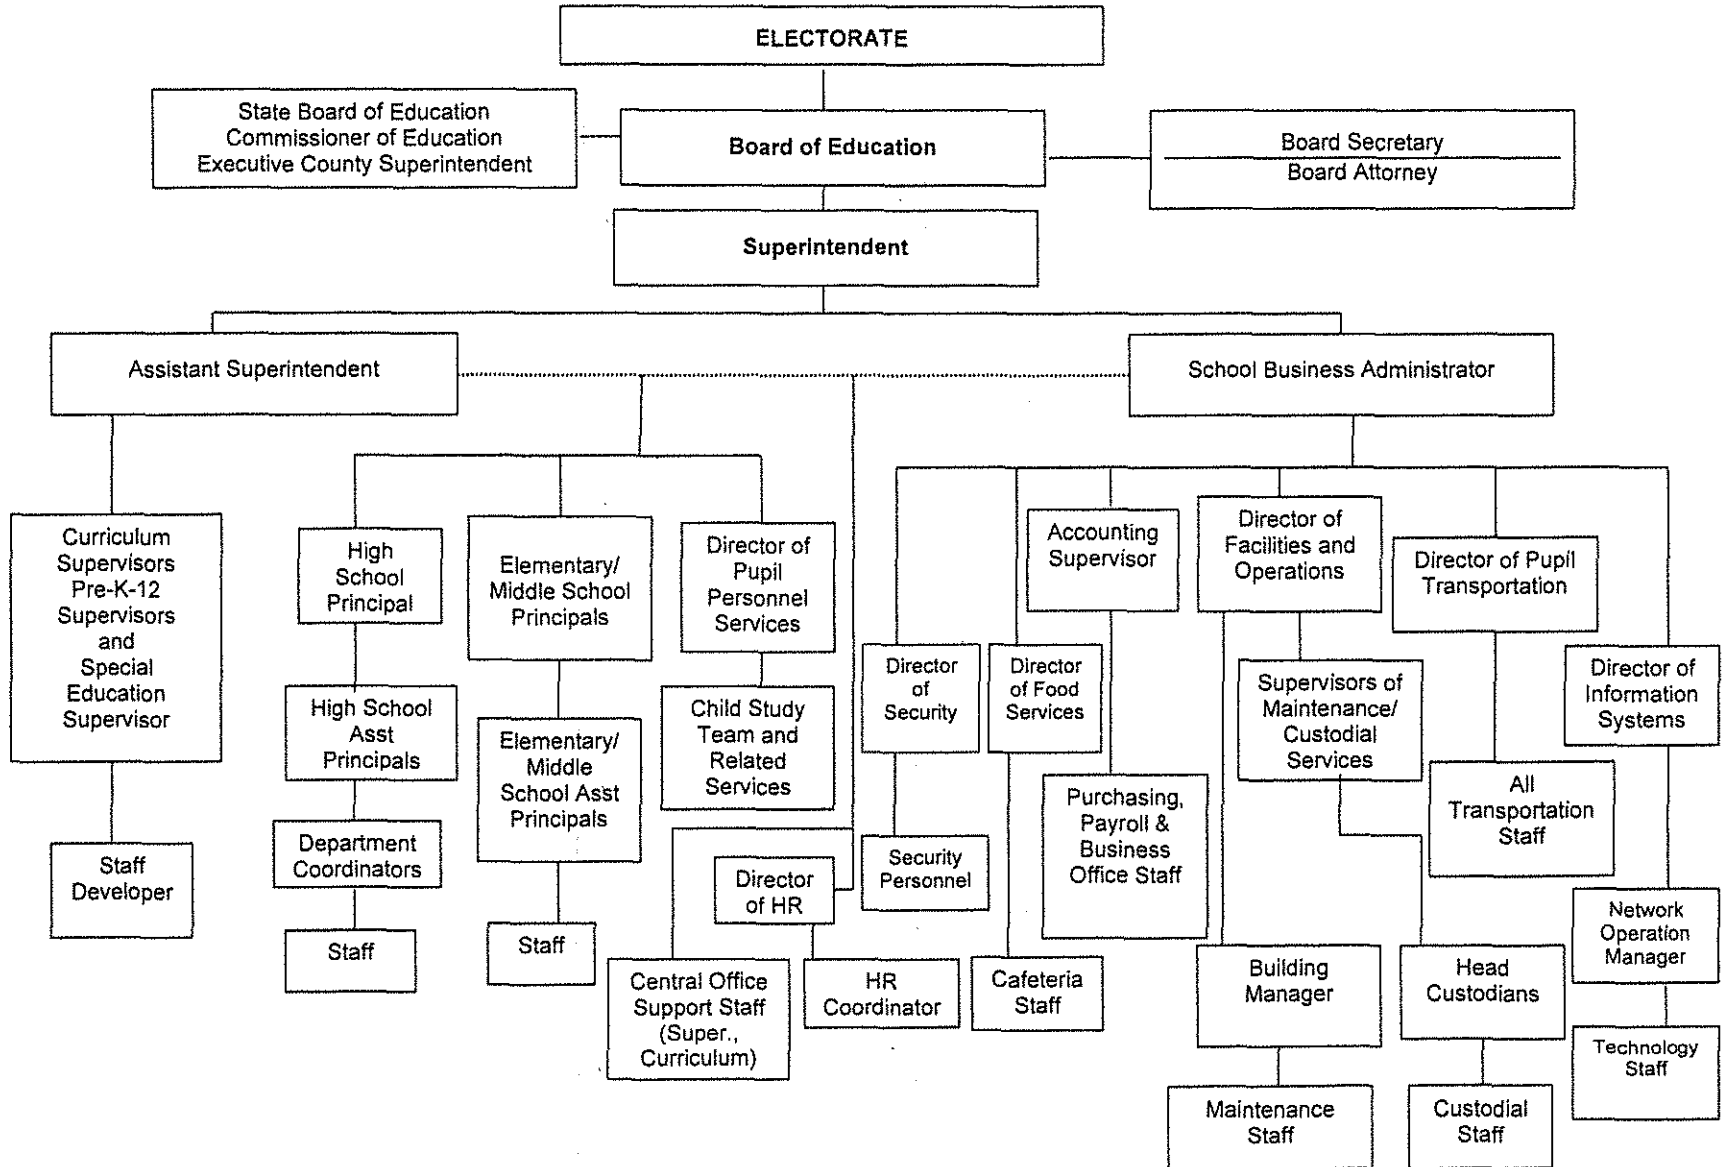 ELECTORATE
State Board of Education
Commissioner of Education
Executive County Superintendent
Board of Education
Board Secretary
Board Attorney
Superintendent
Assistant Superintendent
School Business Administrator
Curriculum
Supervisors
Pre-K-12
Supervisors
and
Special
Education
Supervisor
High
School
Principal
Elementary/
Middle School
Principals
Director of
Pupil
Personnel
Services
Accounting
Supervisor
Director of
Facilities and
Operations
Director of Pupil
Transportation
Director
of
Security
Director
of Food
Services
Supervisors of
Maintenance/
Custodial
Services
Director of
Information
Systems
High School
Asst
Principals
Elementary/
Middle
School Asst
Principals
Child Study
Team and
Related
Services
Purchasing,
Payroll &
Business
Office Staff
All
Transportation
Staff
Staff
Developer
Department
Coordinators
Director
of HR
Security
Personnel
Network
Operation
Manager
Staff
Staff
Central Office
Support Staff
(Super.,
Curriculum)
HR
Coordinator
Cafeteria
Staff
Building
Manager
Head
Custodians
Technology
Staff
Maintenance
Staff
Custodial
Staff